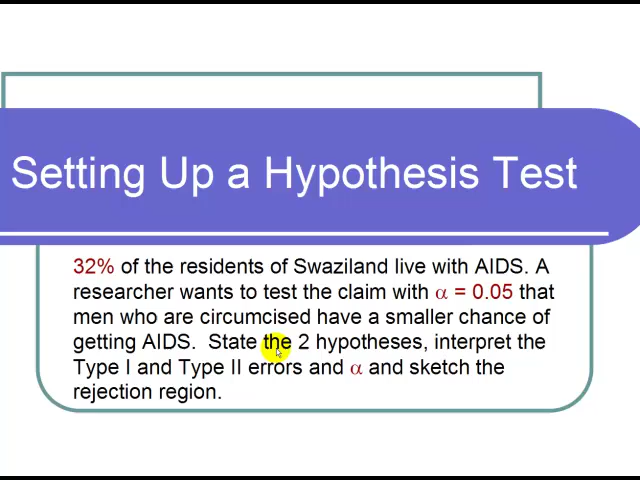 Setting Up a Hypothesis Test
32% of the residents of Swaziland live with AIDS. A
researcher wants to test the claim with α = 0.05 that
men who are circumcised have a smaller chance of
getting AIDS. State the 2 hypotheses, interpret the
Type I and Type II errors and α and sketch the
rejection region.